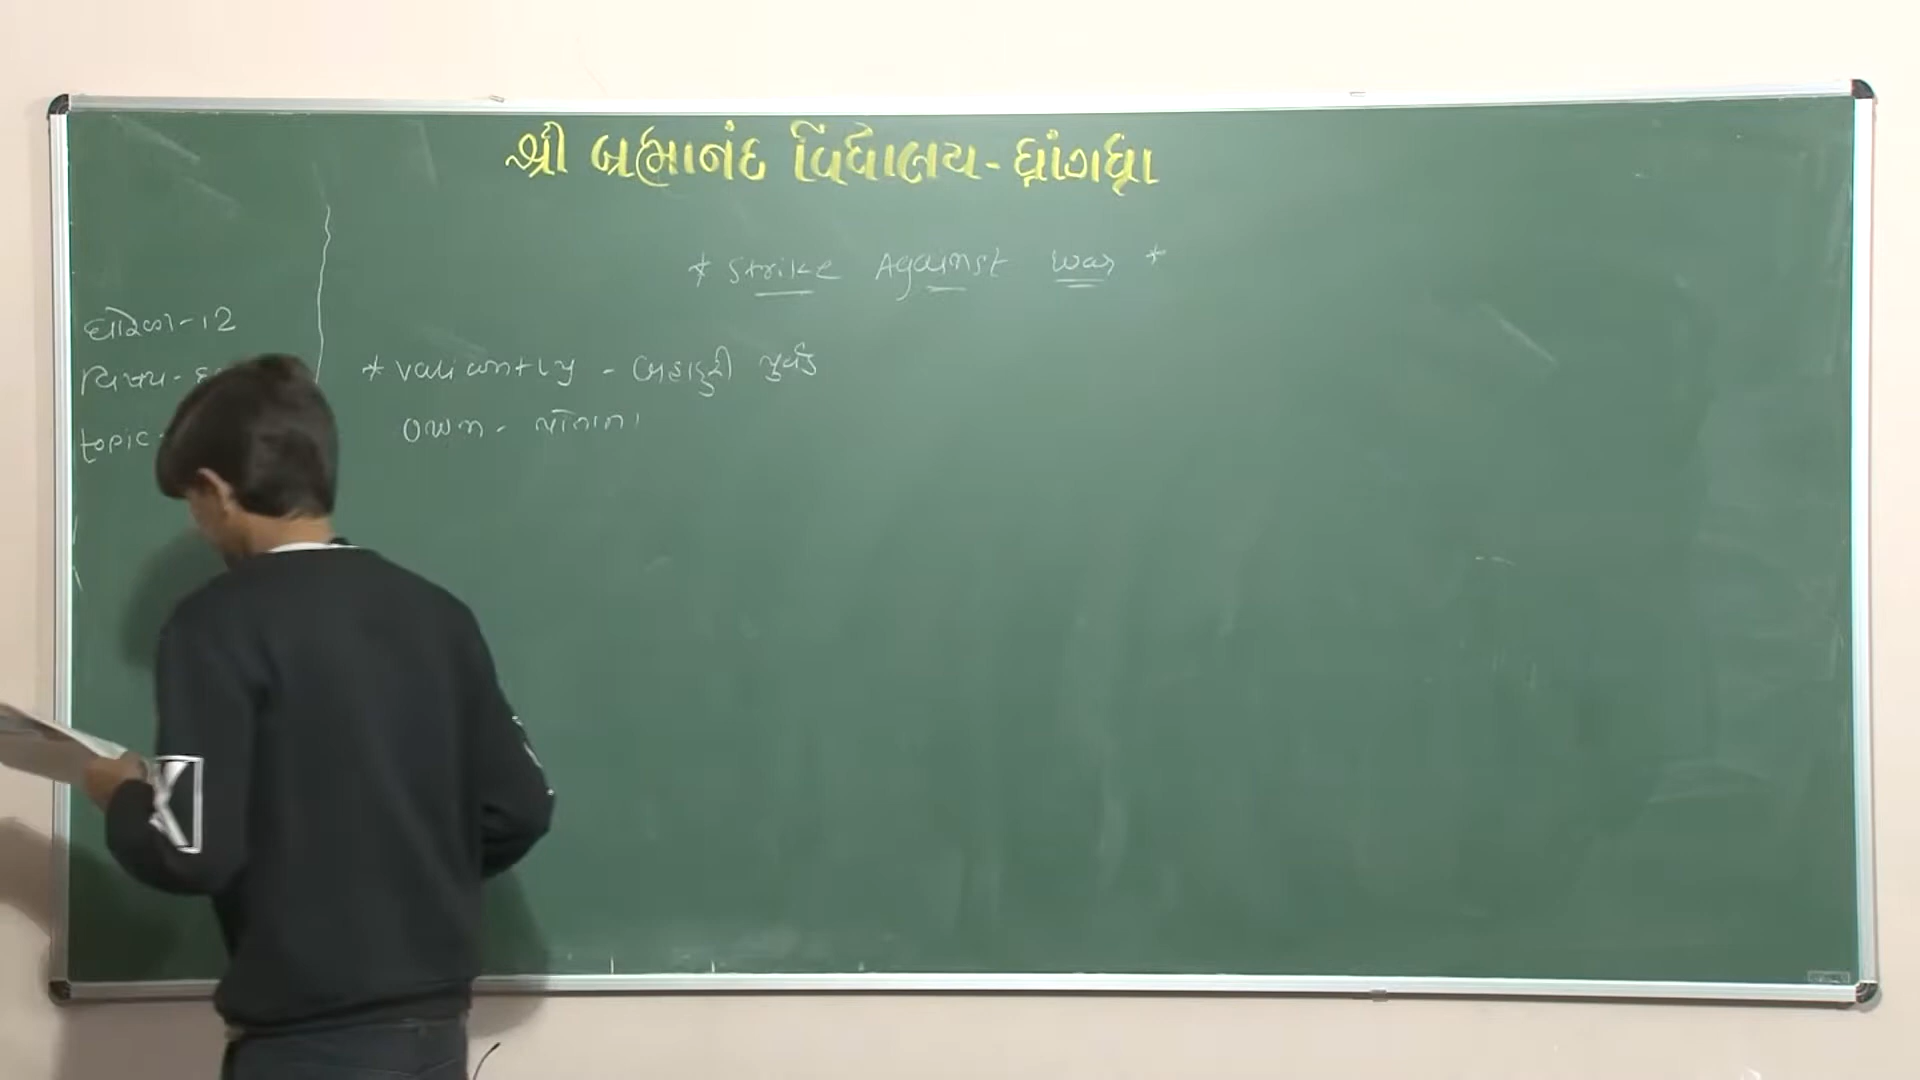 શ્રી બ્રહ્માનંદ વિદ્યાલય - ધ્રાંગધ્રા
* Strike Against war *
ધોરણ - 12
વિષય -
topic -
* valiantly - બહાદુરી પૂર્વક
own - પોતાના